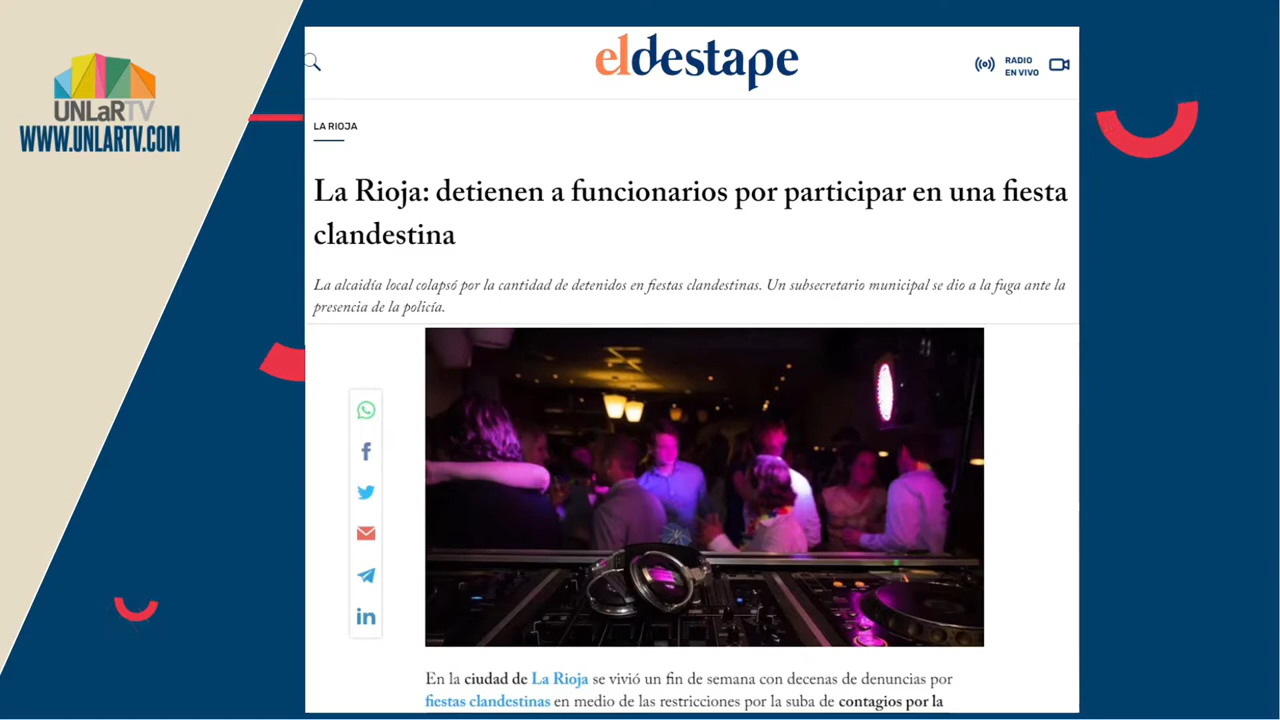 UNLaRTV
WWW.UNLARTV.COM
eldestape
RADIO
EN VIVO
LA RIOJA
La Rioja: detienen a funcionarios por participar en una fiesta
clandestina
La alcaidía local colapsó por la cantidad de detenidos en fiestas clandestinas. Un subsecretario municipal se dio a la fuga ante la
presencia de la policía.
En la ciudad de La Rioja se vivió un fin de semana con decenas de denuncias por
fiestas clandestinas en medio de las restricciones por la suba de contagios por la